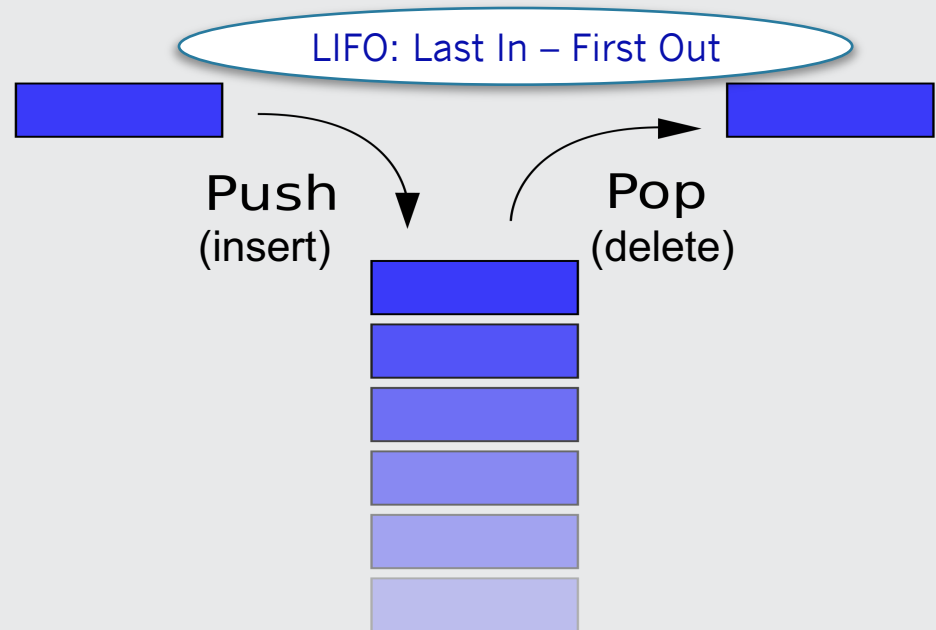 LIFO: Last In – First Out
Push
(insert)
Pop
(delete)